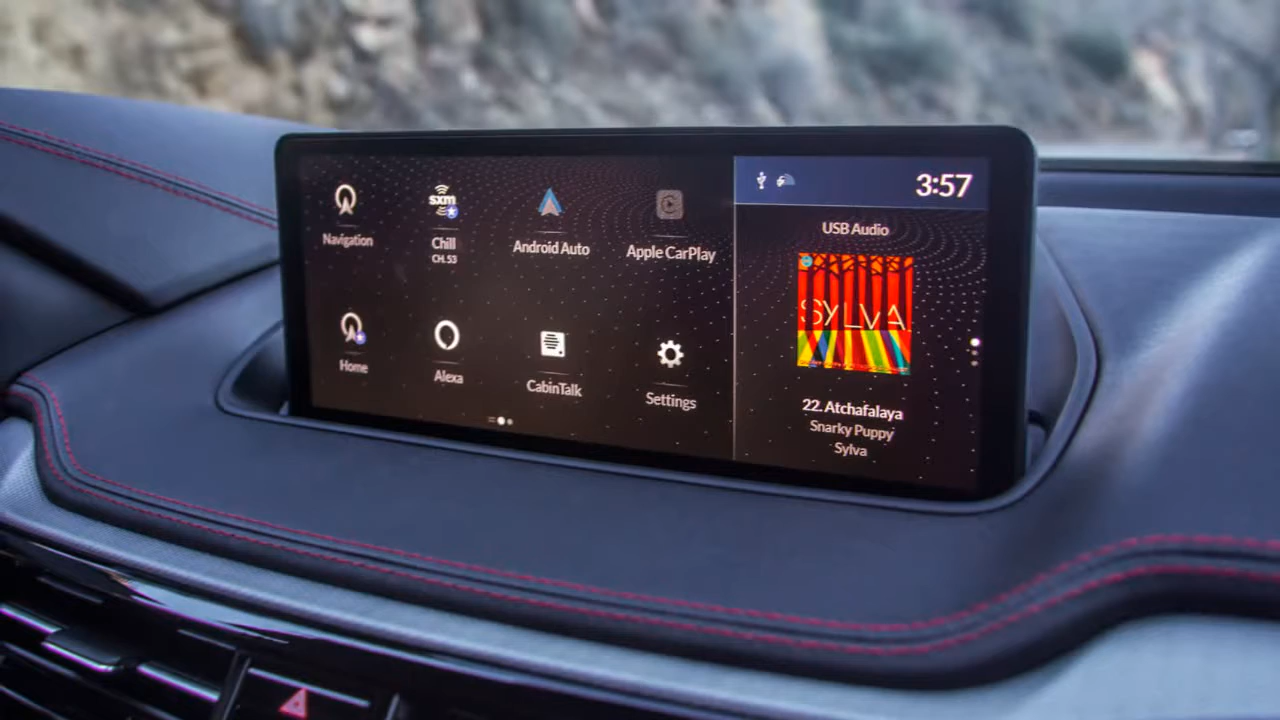 Navigation
sxm
Chill
CH. 53
Android Auto
Apple CarPlay
Home
Alexa
CabinTalk
Settings
3:57
USB Audio
SYLVA
22. Atchafalaya
Snarky Puppy
Sylva